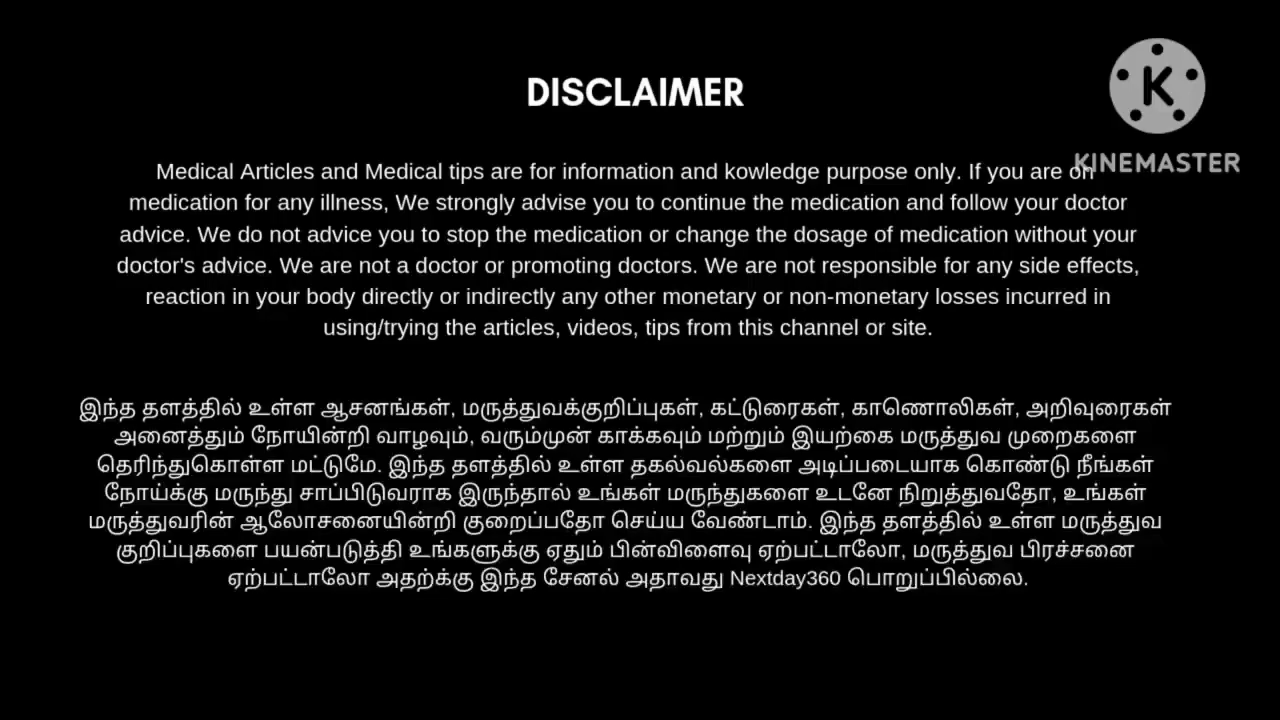 DISCLAIMER
K
KINEMASTER
Medical Articles and Medical tips are for information and kowledge purpose only. If you are on
medication for any illness, We strongly advise you to continue the medication and follow your doctor
advice. We do not advice you to stop the medication or change the dosage of medication without your
doctor's advice. We are not a doctor or promoting doctors. We are not responsible for any side effects,
reaction in your body directly or indirectly any other monetary or non-monetary losses incurred in
using/trying the articles, videos, tips from this channel or site.
இந்த தளத்தில் உள்ள ஆசனங்கள், மருத்துவக்குறிப்புகள், கட்டுரைகள், காணொலிகள், அறிவுரைகள்
அனைத்தும் நோயின்றி வாழவும், வரும்முன் காக்கவும் மற்றும் இயற்கை மருத்துவ முறைகளை
தெரிந்துகொள்ள மட்டுமே. இந்த தளத்தில் உள்ள தகல்வல்களை அடிப்படையாக கொண்டு நீங்கள்
நோய்க்கு மருந்து சாப்பிடுவராக இருந்தால் உங்கள் மருந்துகளை உடனே நிறுத்துவதோ, உங்கள்
மருத்துவரின் ஆலோசனையின்றி குறைப்பதோ செய்ய வேண்டாம். இந்த தளத்தில் உள்ள மருத்துவ
குறிப்புகளை பயன்படுத்தி உங்களுக்கு ஏதும் பின்விளைவு ஏற்பட்டாலோ, மருத்துவ பிரச்சனை
ஏற்பட்டாலோ அதற்க்கு இந்த சேனல் அதாவது Nextday360 பொறுப்பில்லை.